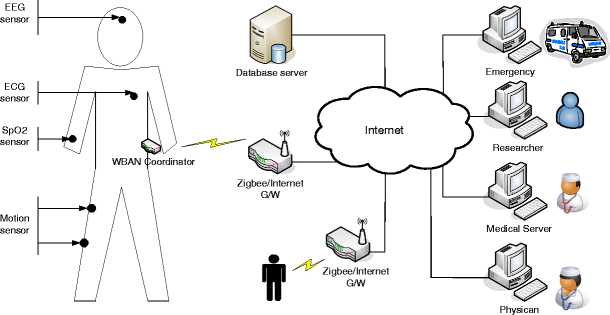 EEG
sensor
ECG
sensor
SpO2
sensor
Motion
sensor
WBAN Coordinator
Database server
Zigbee/Internet
G/W
Zigbee/Internet
G/W
Internet
Emergency
Researcher
Medical Server
Physican